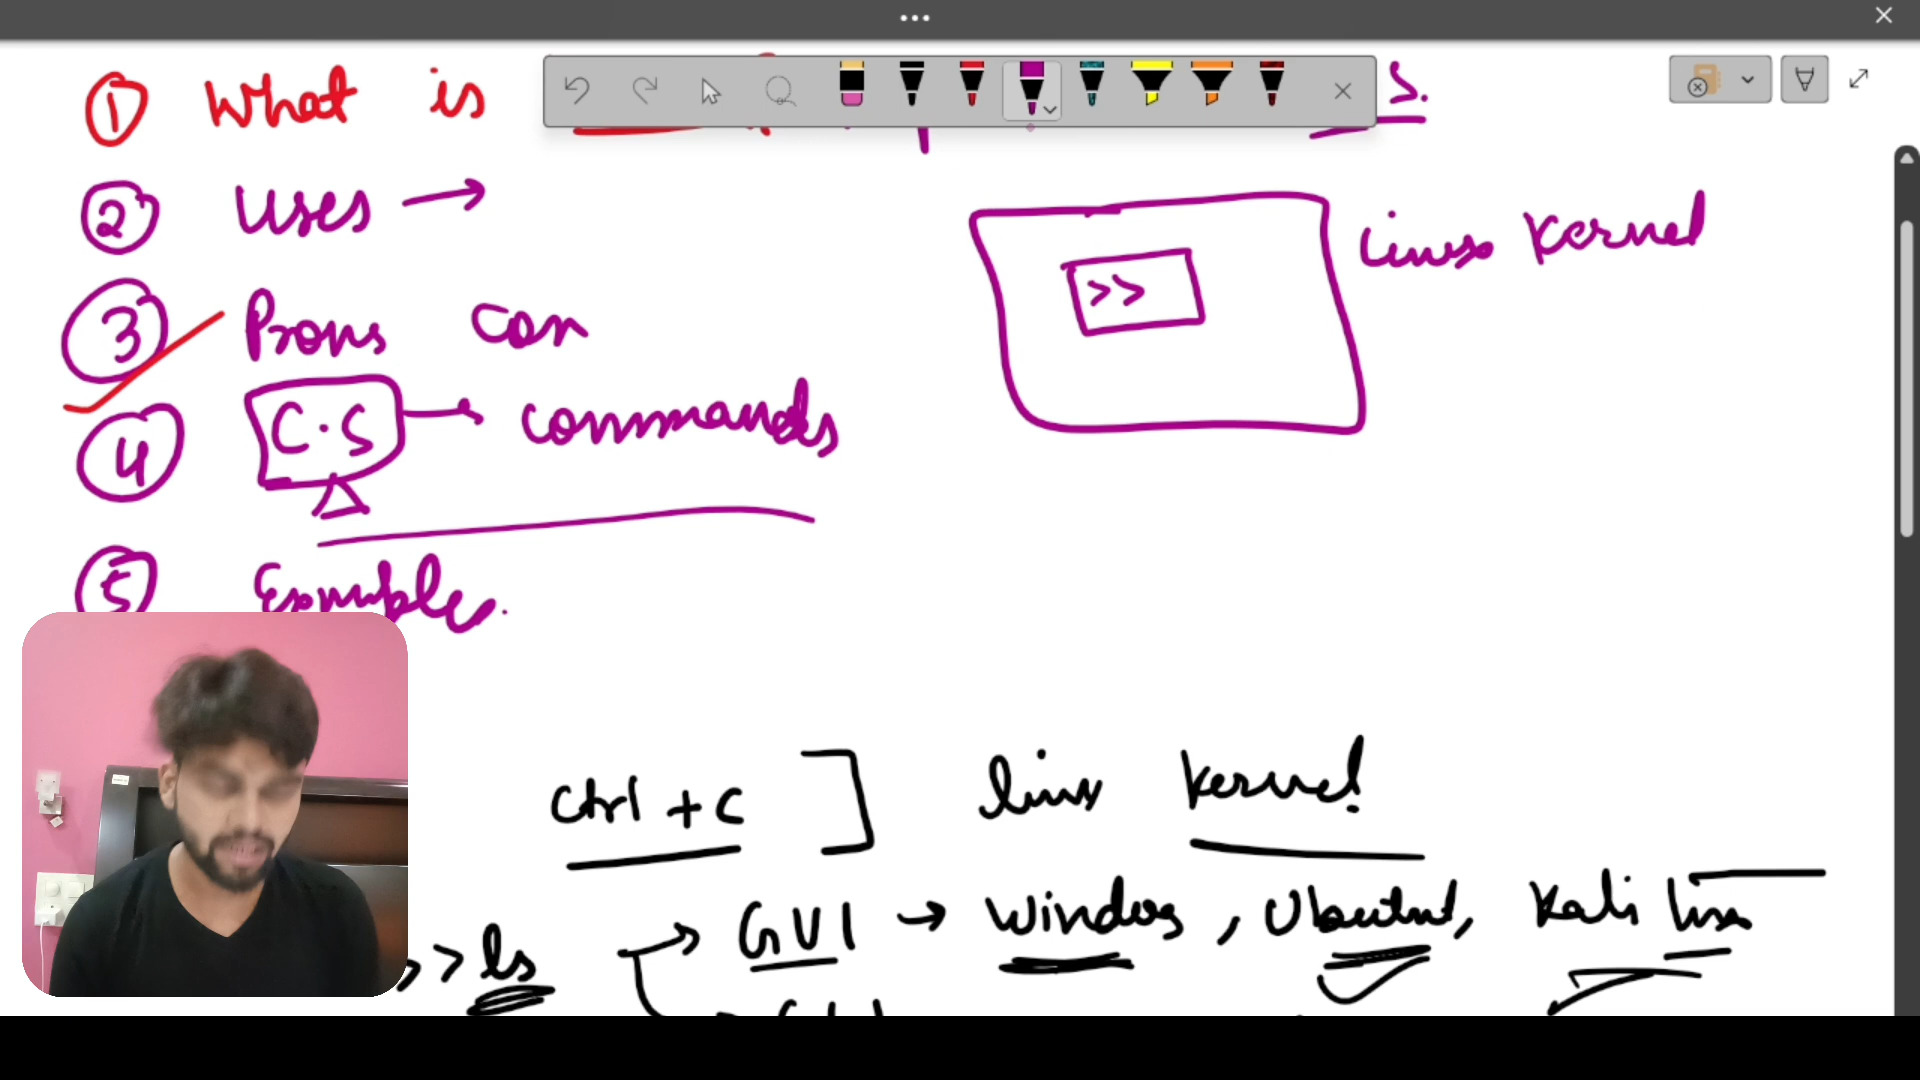 ① What is
S.
② Uses →
Linux Kernel
>>
③ Prons con
④ C.S → commands
⑤ Examples.
Ctrl + C ] linux kernel
>> ls → GUI → Windows, Ubuntu, Kali linux